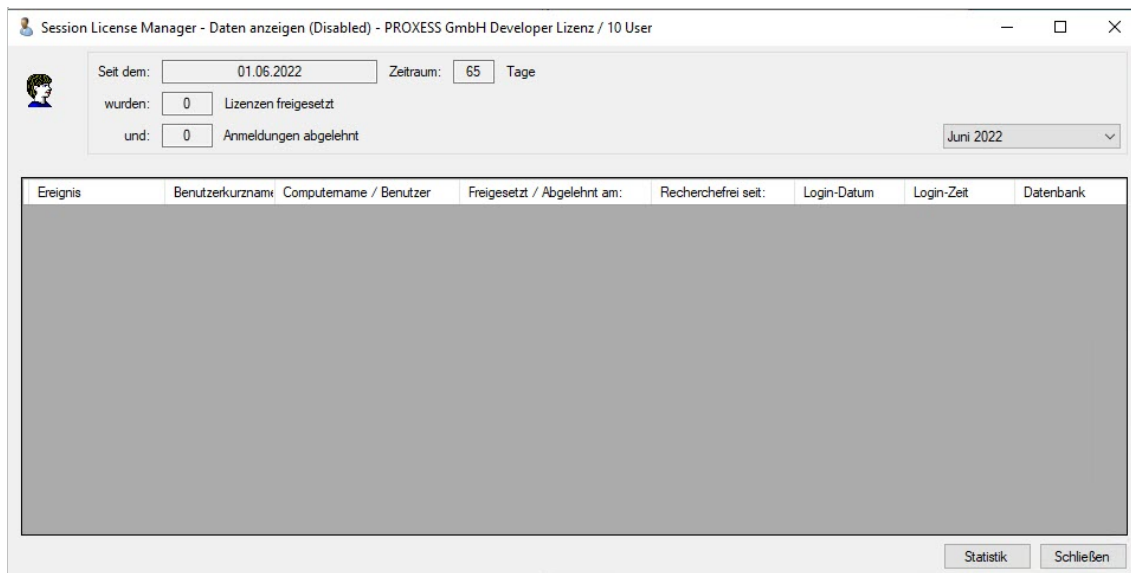 Session License Manager - Daten anzeigen (Disabled) - PROXESS GmbH Developer Lizenz / 10 User
Seit dem: 01.06.2022 Zeitraum: 65 Tage
wurden: 0 Lizenzen freigesetzt
und: 0 Anmeldungen abgelehnt
Juni 2022
Ereignis Benutzerkurzname Computername / Benutzer Freigesetzt / Abgelehnt am: Recherchefrei seit: Login-Datum Login-Zeit Datenbank
Statistik Schließen